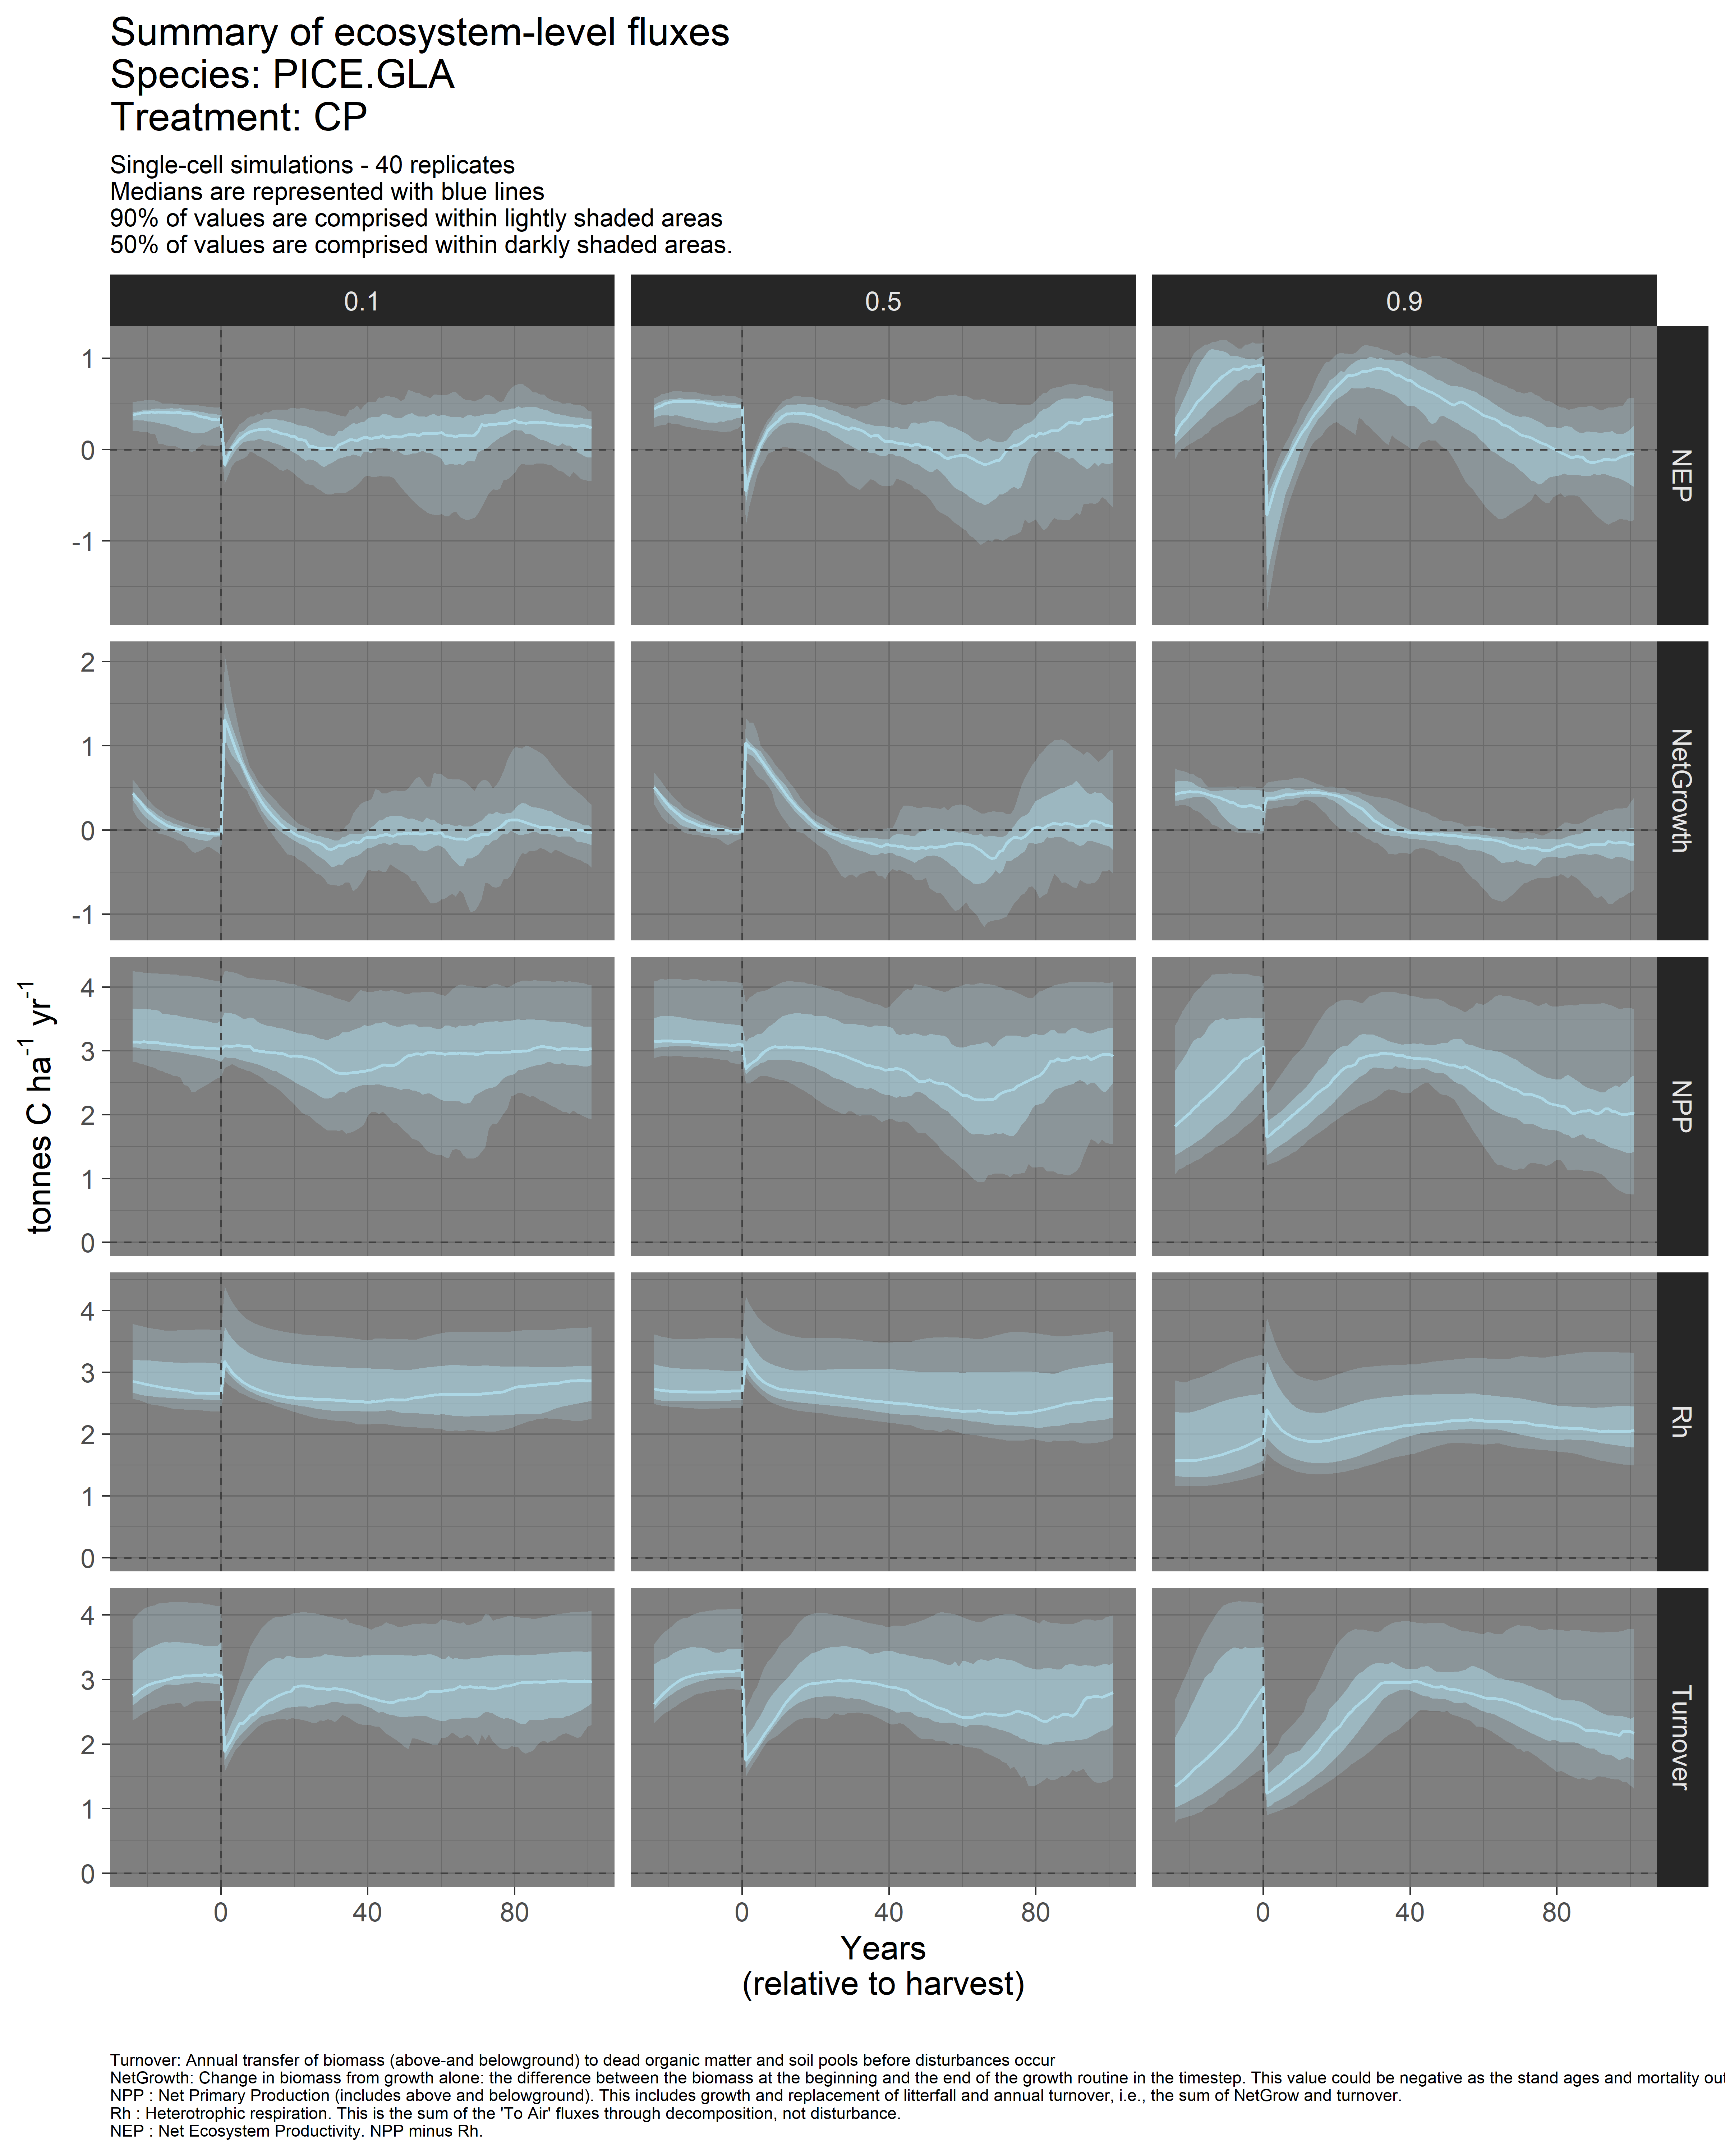 Summary of ecosystem-level fluxes
Species: PICE.GLA
Treatment: CP
Single-cell simulations - 40 replicates
Medians are represented with blue lines
90% of values are comprised within lightly shaded areas
50% of values are comprised within darkly shaded areas.
0.1 0.5 0.9
1
0
-1
NEP
2
1
0
-1
NetGrowth
4
3
2
1
0
NPP
tonnes C ha-1 yr-1
4
3
2
1
0
Rh
4
3
2
1
0
Turnover
0 40 80 0 40 80 0 40 80
Years
(relative to harvest)
Turnover: Annual transfer of biomass (above-and belowground) to dead organic matter and soil pools before disturbances occur
NetGrowth: Change in biomass from growth alone: the difference between the biomass at the beginning and the end of the growth routine in the timestep. This value could be negative as the stand ages and mortality out
NPP : Net Primary Production (includes above and belowground). This includes growth and replacement of litterfall and annual turnover, i.e., the sum of NetGrow and turnover.
Rh : Heterotrophic respiration. This is the sum of the 'To Air' fluxes through decomposition, not disturbance.
NEP : Net Ecosystem Productivity. NPP minus Rh.